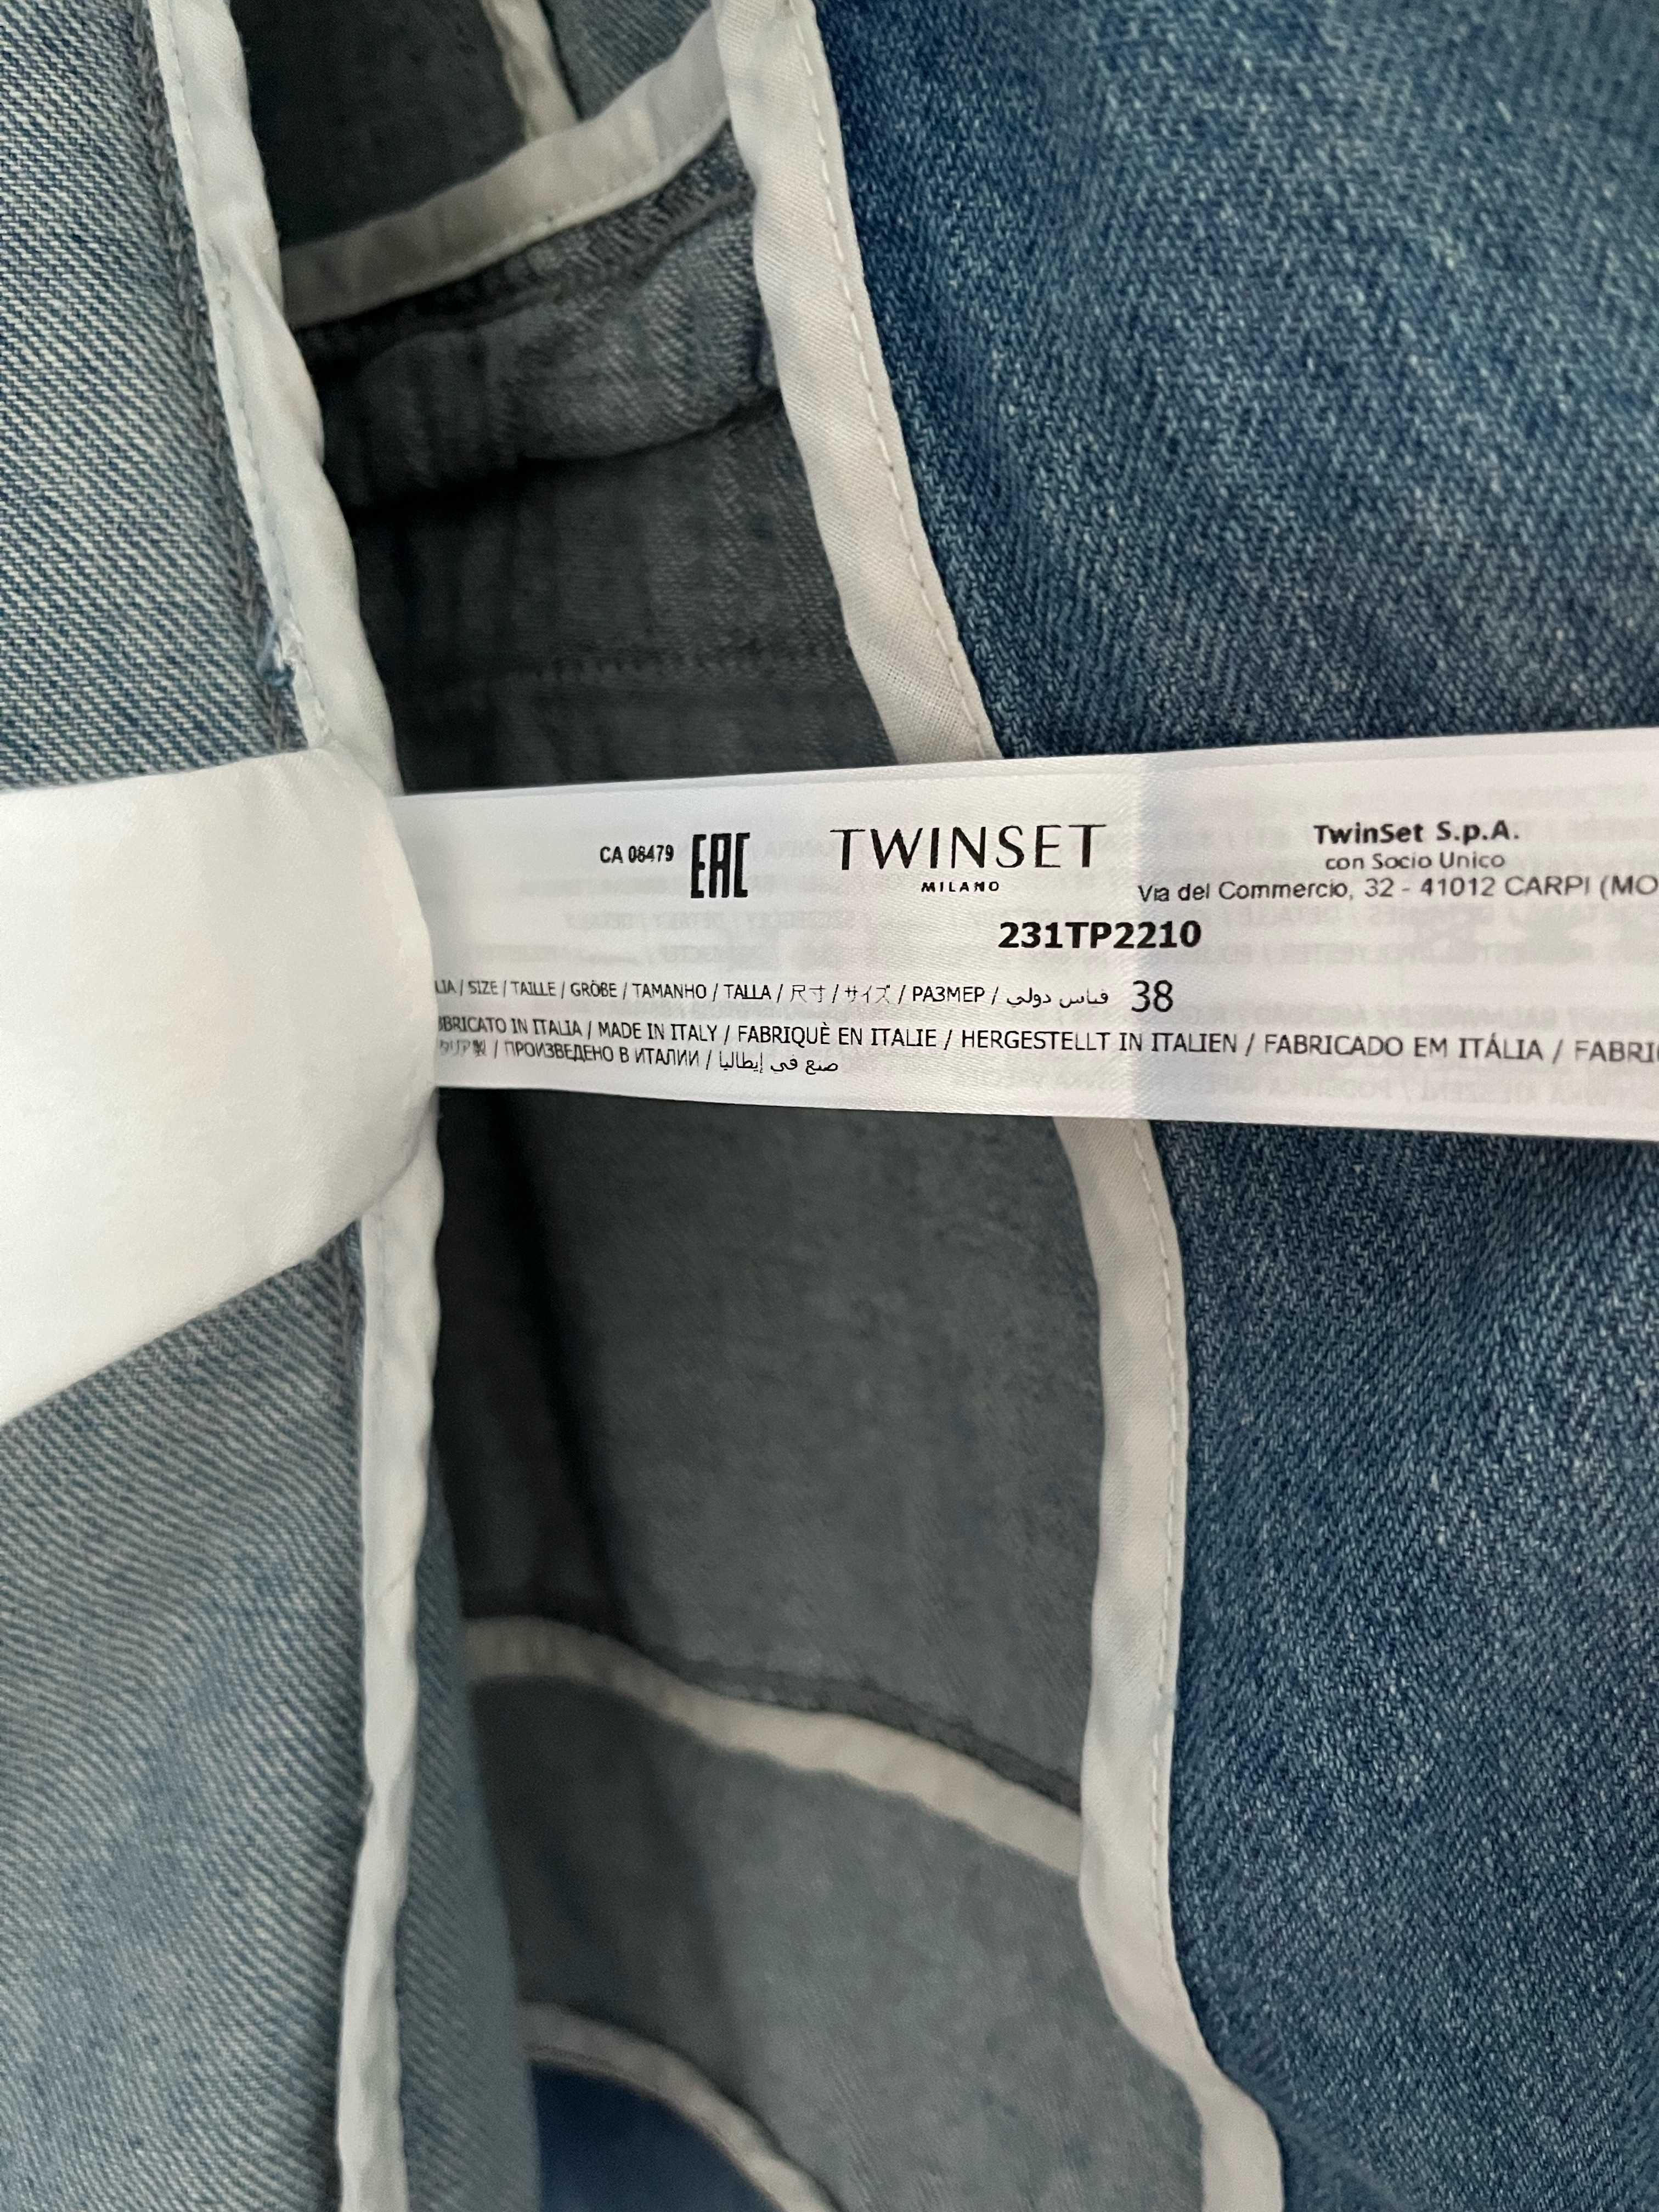 CA 08479 EAC TWINSET
MILANO
TwinSet S.p.A.
con Socio Unico
Via del Commercio, 32 - 41012 CARPI (MO
231TP2210
/ SIZE / TAILLE / GRÖBE / TAMANHO / TALLA / 尺寸 / サイズ / РАЗМЕР / قياس دولي 38
BRICATO IN ITALIA / MADE IN ITALY / FABRIQUÈ EN ITALIE / HERGESTELLT IN ITALIEN / FABRICADO EM ITÁLIA / FABRI
/ ПРОИЗВЕДЕНО В ИТАЛИИ / صنع في إيطاليا